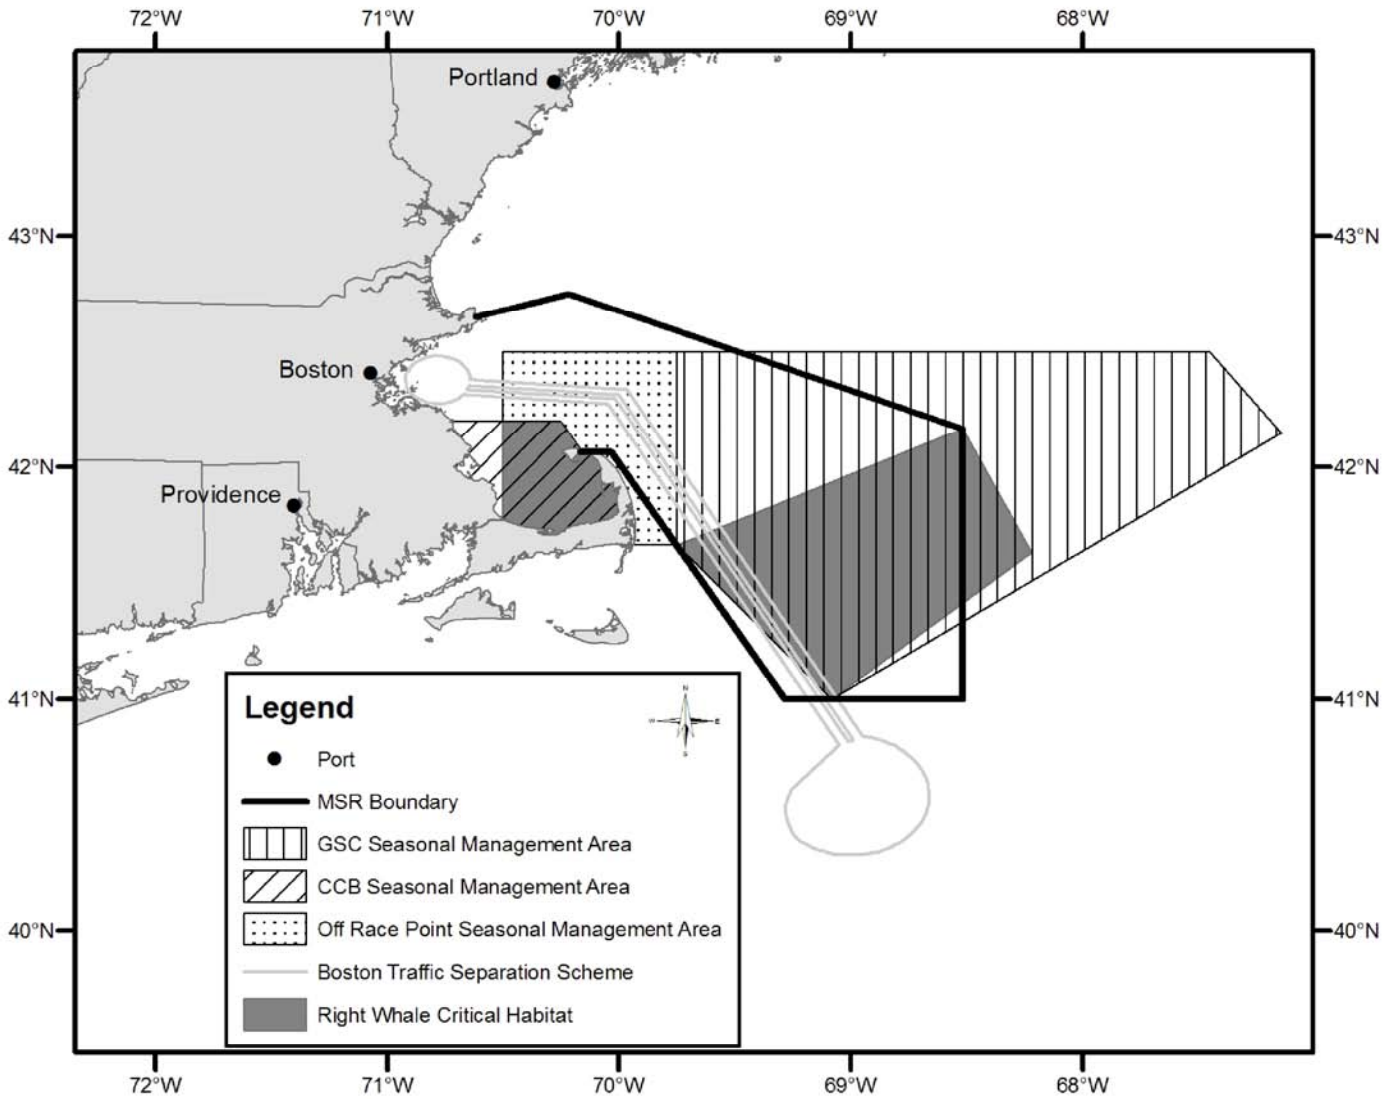 72°W 71°W 70°W 69°W 68°W
Portland
43°N 43°N
Boston
42°N 42°N
Providence
41°N 41°N
Legend
N
W E
S
Port
MSR Boundary
GSC Seasonal Management Area
CCB Seasonal Management Area
Off Race Point Seasonal Management Area
40°N 40°N
Boston Traffic Separation Scheme
Right Whale Critical Habitat
72°W 71°W 70°W 69°W 68°W